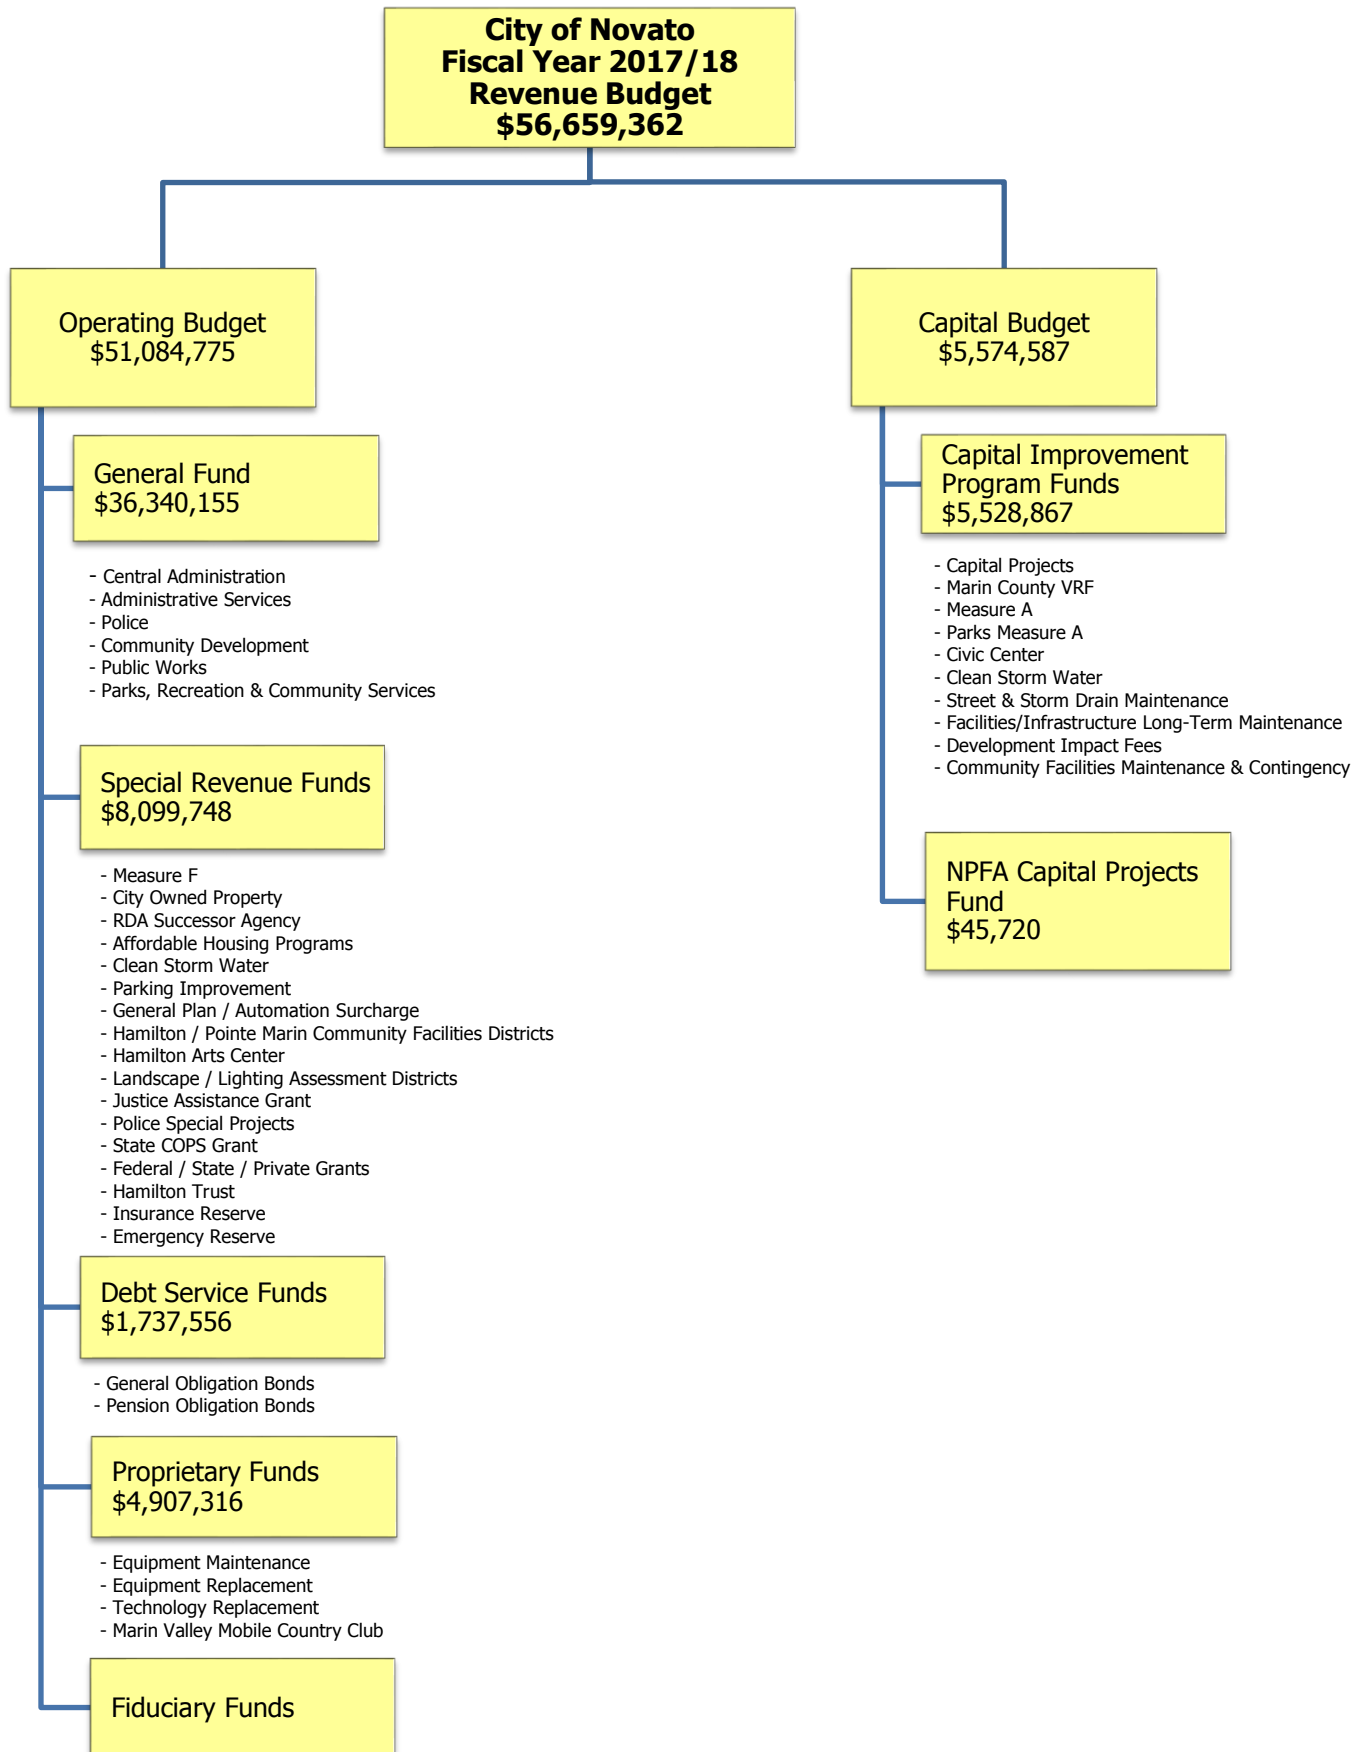 City of Novato
Fiscal Year 2017/18
Revenue Budget
$56,659,362
Operating Budget
$51,084,775
General Fund
$36,340,155
- Central Administration
- Administrative Services
- Police
- Community Development
- Public Works
- Parks, Recreation & Community Services
Special Revenue Funds
$8,099,748
- Measure F
- City Owned Property
- RDA Successor Agency
- Affordable Housing Programs
- Clean Storm Water
- Parking Improvement
- General Plan / Automation Surcharge
- Hamilton / Pointe Marin Community Facilities Districts
- Hamilton Arts Center
- Landscape / Lighting Assessment Districts
- Justice Assistance Grant
- Police Special Projects
- State COPS Grant
- Federal / State / Private Grants
- Hamilton Trust
- Insurance Reserve
- Emergency Reserve
Debt Service Funds
$1,737,556
- General Obligation Bonds
- Pension Obligation Bonds
Proprietary Funds
$4,907,316
- Equipment Maintenance
- Equipment Replacement
- Technology Replacement
- Marin Valley Mobile Country Club
Fiduciary Funds
Capital Budget
$5,574,587
Capital Improvement
Program Funds
$5,528,867
- Capital Projects
- Marin County VRF
- Measure A
- Parks Measure A
- Civic Center
- Clean Storm Water
- Street & Storm Drain Maintenance
- Facilities/Infrastructure Long-Term Maintenance
- Development Impact Fees
- Community Facilities Maintenance & Contingency
NPFA Capital Projects
Fund
$45,720